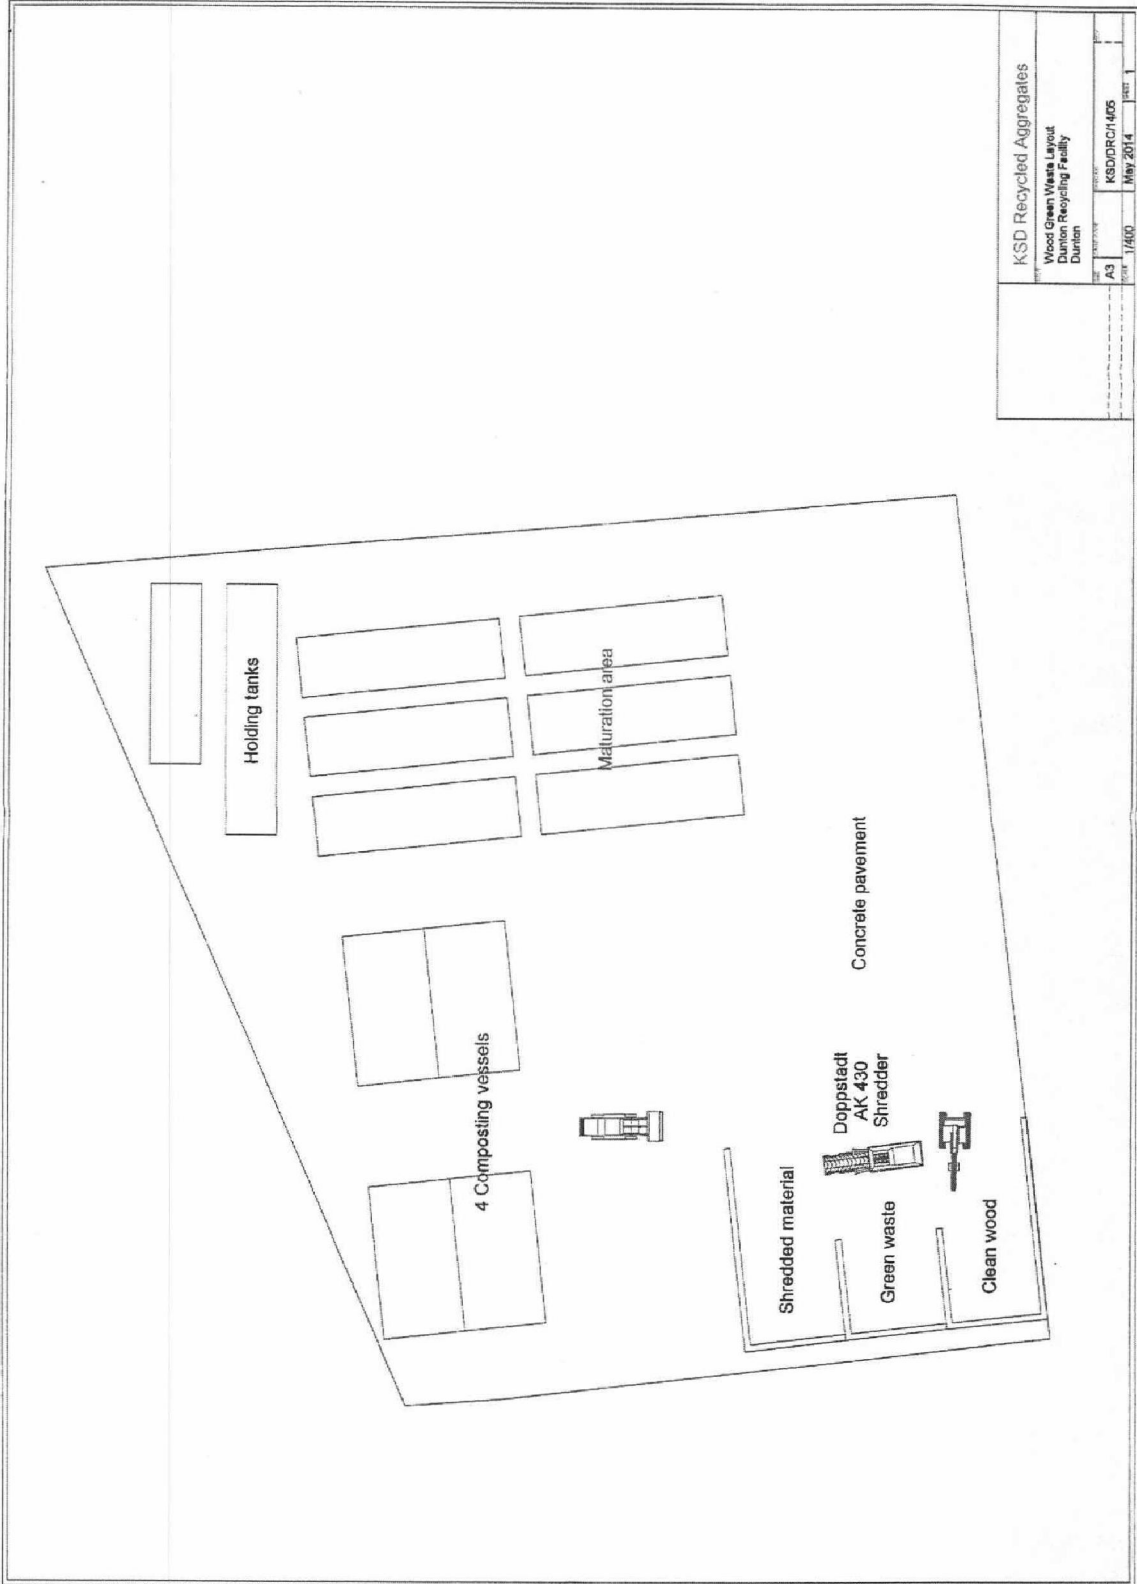 Holding tanks
Maturation area
4 Composting vessels
Concrete pavement
Doppstadt
AK 430
Shredder
Shredded material
Green waste
Clean wood
KSD Recycled Aggregates
Wood Green Waste Layout
Dunton Recycling Facility
Dunton
A3
KSD/DRC/14/05
1/400
May 2014
1